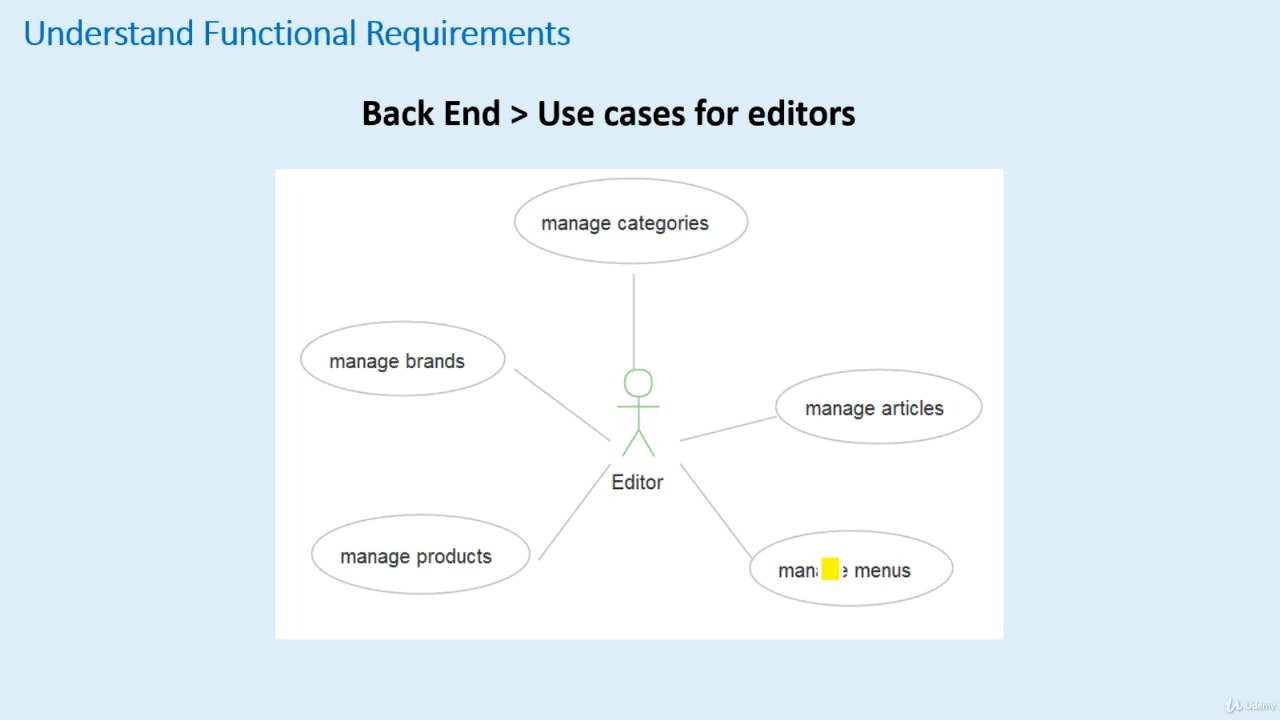 Understand Functional Requirements
Back End > Use cases for editors
manage categories
manage brands
manage articles
Editor
manage products
menus
Udemy